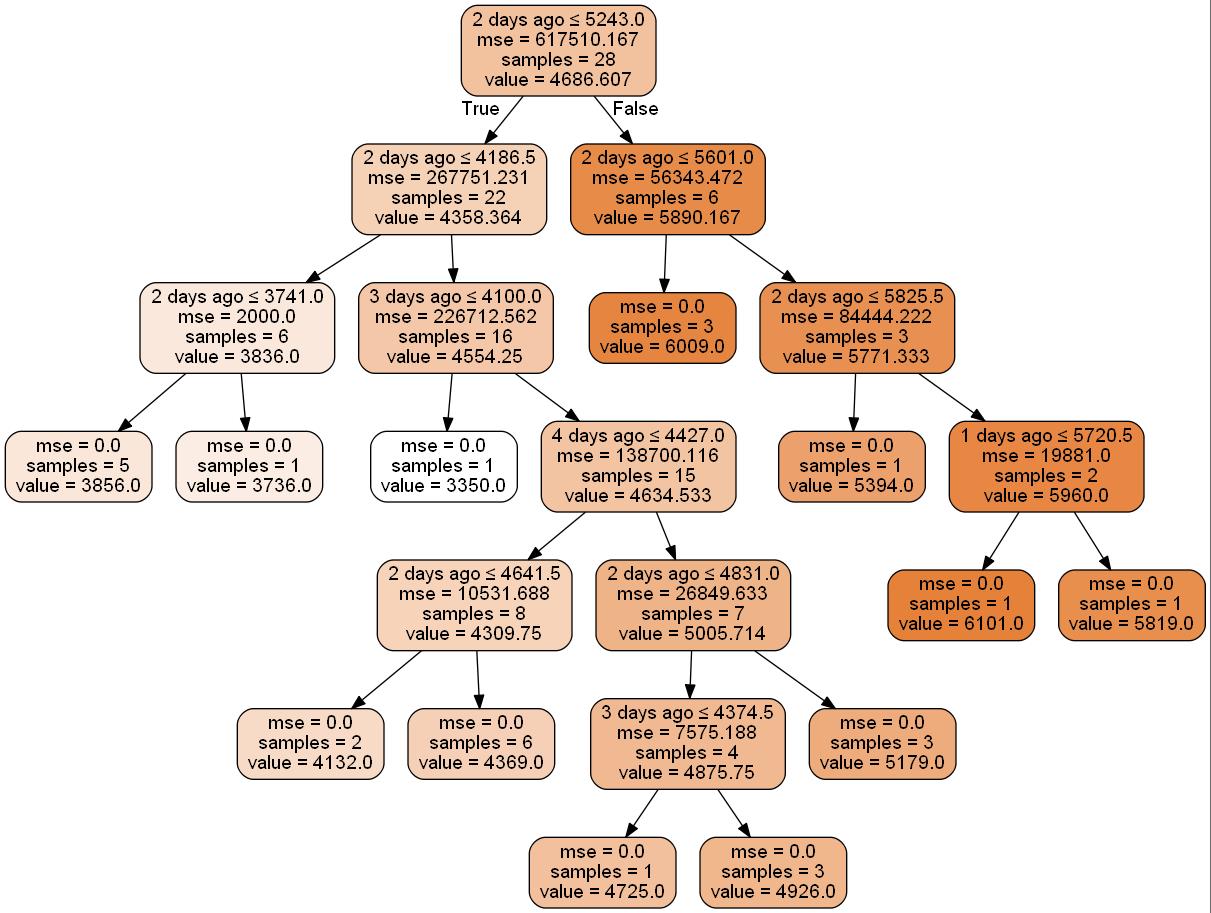 2 days ago ≤ 5243.0
mse = 617510.167
samples = 28
value = 4686.607
True
False
2 days ago ≤ 4186.5
mse = 267751.231
samples = 22
value = 4358.364
2 days ago ≤ 5601.0
mse = 56343.472
samples = 6
value = 5890.167
2 days ago ≤ 3741.0
mse = 2000.0
samples = 6
value = 3836.0
3 days ago ≤ 4100.0
mse = 226712.562
samples = 16
value = 4554.25
mse = 0.0
samples = 3
value = 6009.0
2 days ago ≤ 5825.5
mse = 84444.222
samples = 3
value = 5771.333
mse = 0.0
samples = 5
value = 3856.0
mse = 0.0
samples = 1
value = 3736.0
mse = 0.0
samples = 1
value = 3350.0
4 days ago ≤ 4427.0
mse = 138700.116
samples = 15
value = 4634.533
mse = 0.0
samples = 1
value = 5394.0
1 days ago ≤ 5720.5
mse = 19881.0
samples = 2
value = 5960.0
2 days ago ≤ 4641.5
mse = 10531.688
samples = 8
value = 4309.75
2 days ago ≤ 4831.0
mse = 26849.633
samples = 7
value = 5005.714
mse = 0.0
samples = 1
value = 6101.0
mse = 0.0
samples = 1
value = 5819.0
mse = 0.0
samples = 2
value = 4132.0
mse = 0.0
samples = 6
value = 4369.0
3 days ago ≤ 4374.5
mse = 7575.188
samples = 4
value = 4875.75
mse = 0.0
samples = 3
value = 5179.0
mse = 0.0
samples = 1
value = 4725.0
mse = 0.0
samples = 3
value = 4926.0